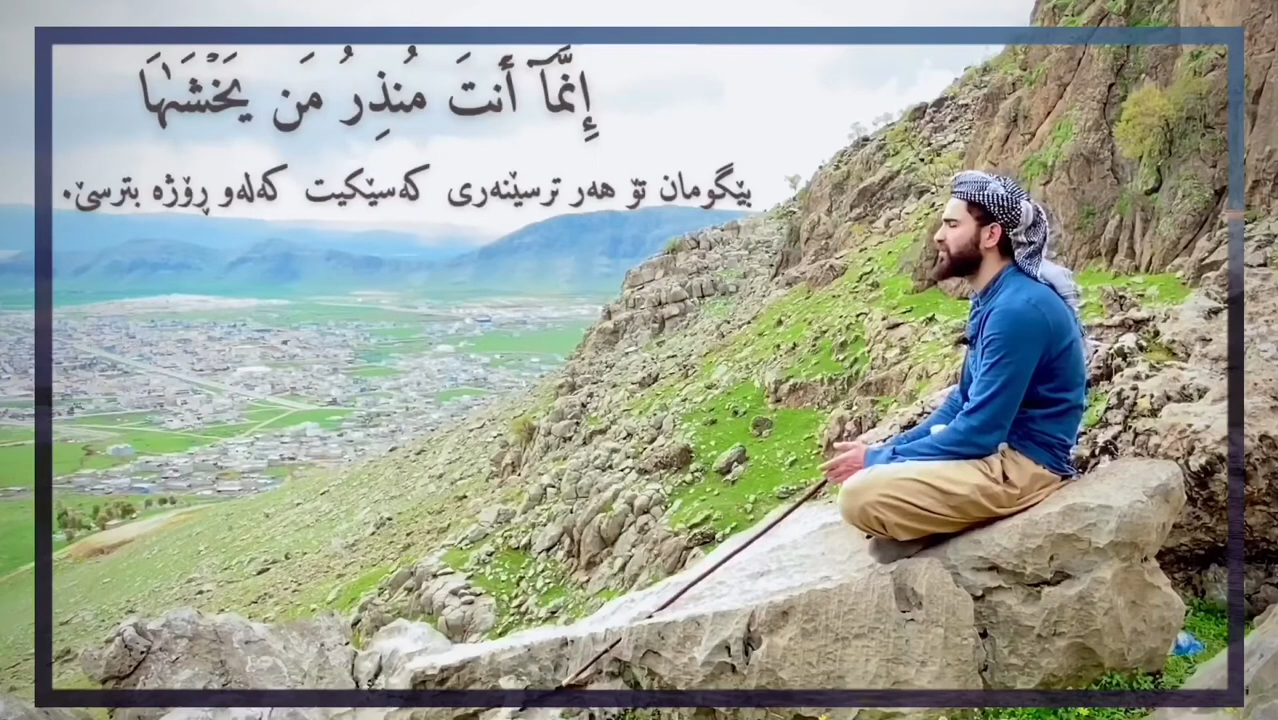 إِنَّمَآ أَنتَ مُنذِرُ مَن يَخْشَىٰهَا
بێگومان تۆ هەر ترسێنەری کەسێکیت کەلەو ڕۆژە بترسێ.